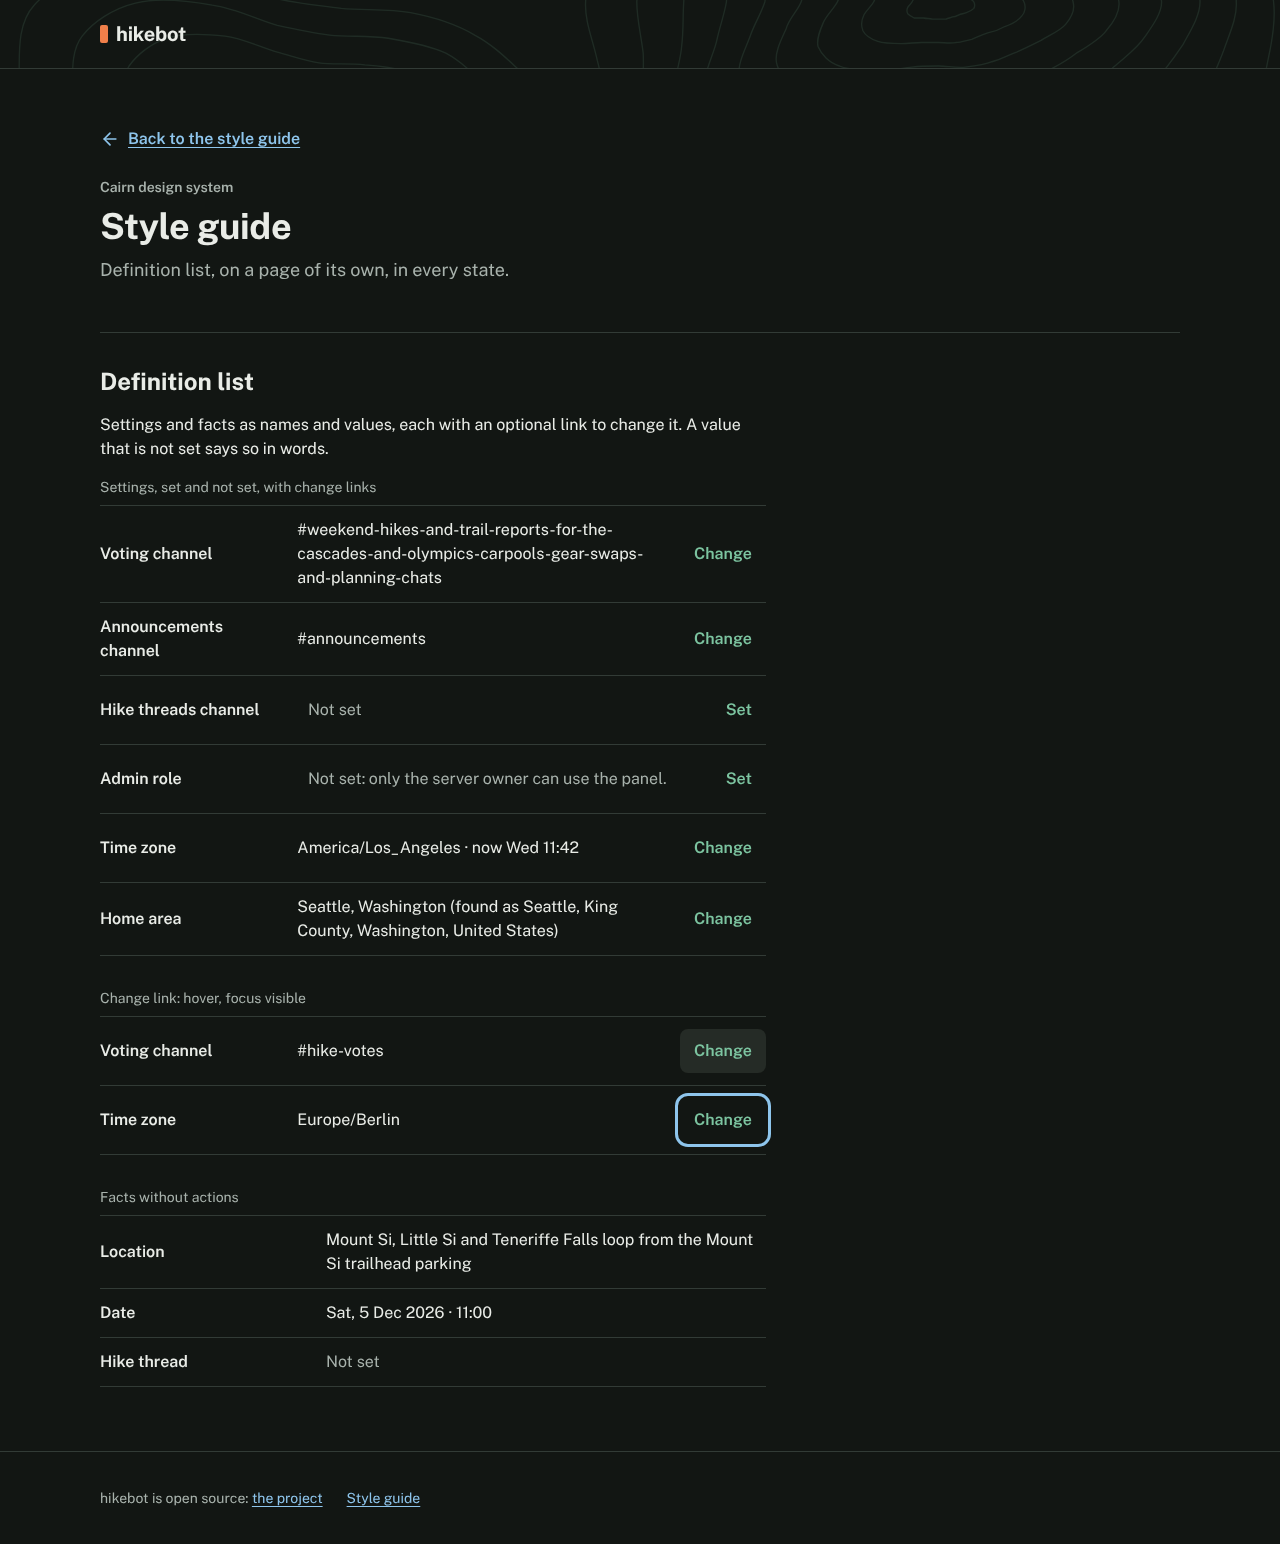 hikebot
Back to the style guide
Cairn design system
Style guide
Definition list, on a page of its own, in every state.
Definition list
Settings and facts as names and values, each with an optional link to change it. A value
that is not set says so in words.
Settings, set and not set, with change links
Voting channel
#weekend-hikes-and-trail-reports-for-the-
cascades-and-olympics-carpools-gear-swaps-
and-planning-chats
Change
Announcements
channel
#announcements
Change
Hike threads channel
Not set
Set
Admin role
Not set: only the server owner can use the panel.
Set
Time zone
America/Los_Angeles · now Wed 11:42
Change
Home area
Seattle, Washington (found as Seattle, King
County, Washington, United States)
Change
Change link: hover, focus visible
Voting channel
#hike-votes
Change
Time zone
Europe/Berlin
Change
Facts without actions
Location
Mount Si, Little Si and Teneriffe Falls loop from the Mount
Si trailhead parking
Date
Sat, 5 Dec 2026 · 11:00
Hike thread
Not set
hikebot is open source: the project
Style guide